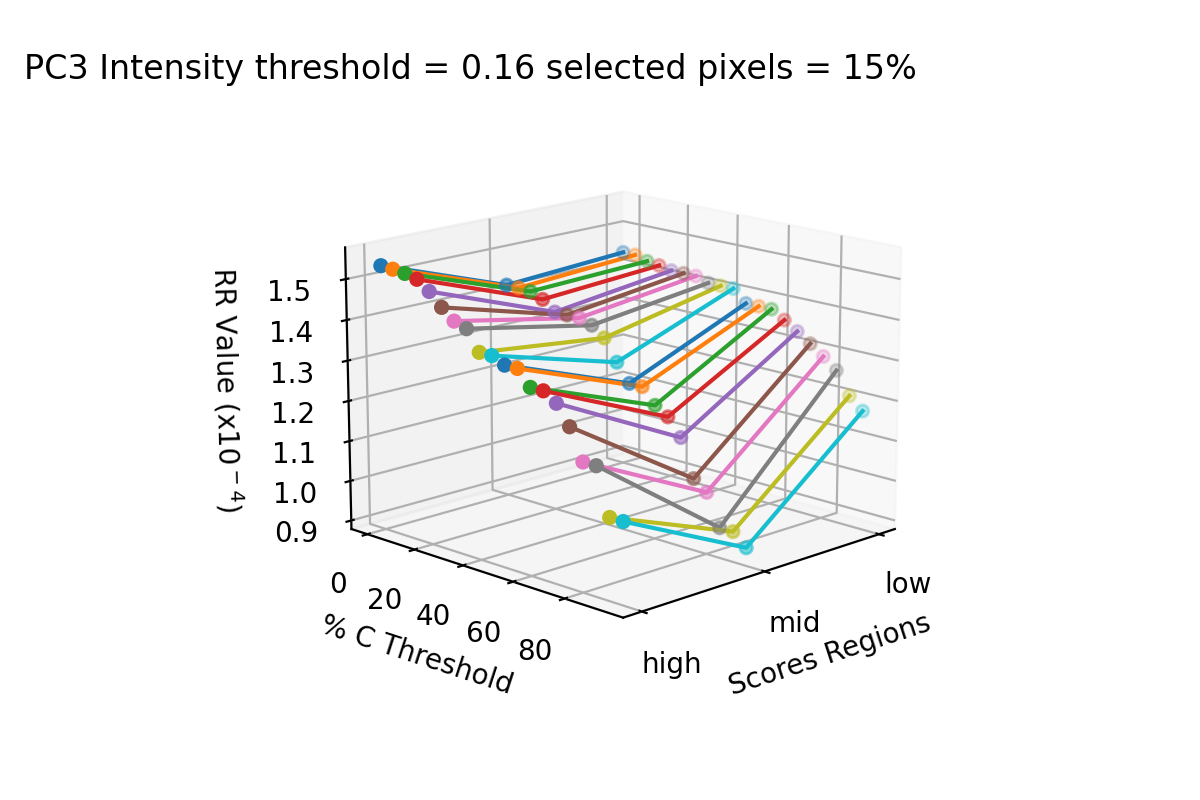 PC3 Intensity threshold = 0.16 selected pixels = 15%
RR Value (x10⁻⁴)
1.5
1.4
1.3
1.2
1.1
1.0
0.9
0
20
40
60
80
% C Threshold
low
mid
high
Scores Regions